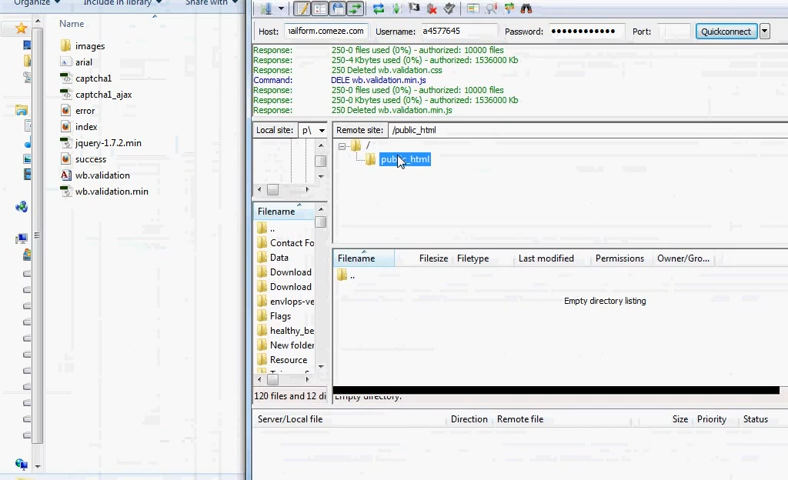 Organize
Include in library
Share with
Name
images
arial
captcha1
captcha1_ajax
error
index
jquery-1.7.2.min
success
wb.validation
wb.validation.min
Host: ailform.comeze.com Username: a4577645 Password: ●●●●●●●●●●●● Port: Quickconnect
Response: 250-0 files used (0%) - authorized: 10000 files
Response: 250-4 Kbytes used (0%) - authorized: 1536000 Kb
Response: 250 Deleted wb.validation.css
Command: DELE wb.validation.min.js
Response: 250-0 files used (0%) - authorized: 10000 files
Response: 250-0 Kbytes used (0%) - authorized: 1536000 Kb
Response: 250 Deleted wb.validation.min.js
Local site: p\ Remote site: /public_html
/
public_html
Filename
..
Contact Fo
Data
Download
Download
envlops-ve
Flags
healthy_be
New folder
Resource
120 files and 12 di
Filename Filesize Filetype Last modified Permissions Owner/Gro...
..
Empty directory listing
Empty directory.
Server/Local file Direction Remote file Size Priority Status